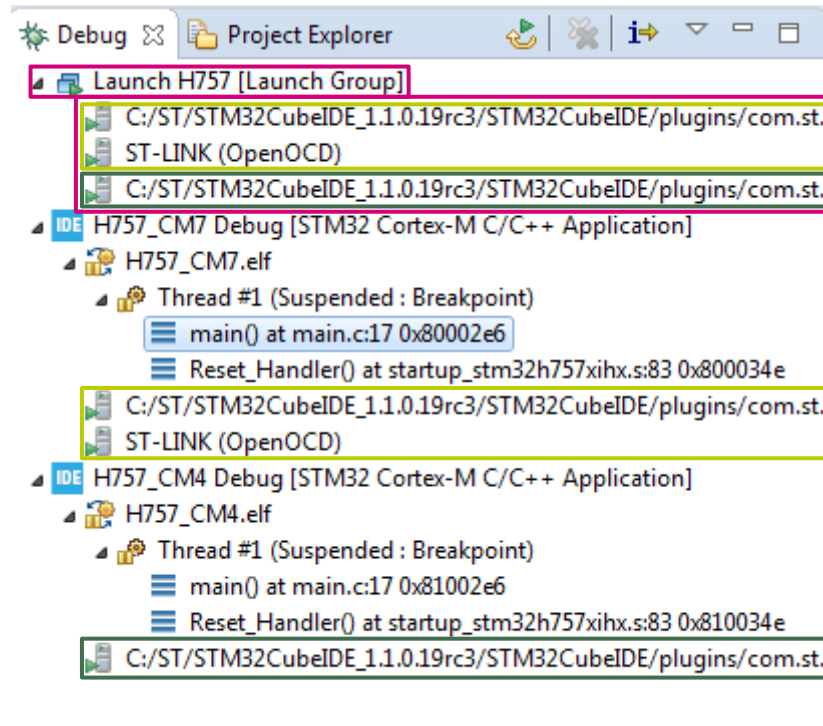 Debug Project Explorer
Launch H757 [Launch Group]
C:/ST/STM32CubeIDE_1.1.0.19rc3/STM32CubeIDE/plugins/com.st.
ST-LINK (OpenOCD)
C:/ST/STM32CubeIDE_1.1.0.19rc3/STM32CubeIDE/plugins/com.st.
IDE H757_CM7 Debug [STM32 Cortex-M C/C++ Application]
H757_CM7.elf
Thread #1 (Suspended : Breakpoint)
main() at main.c:17 0x80002e6
Reset_Handler() at startup_stm32h757xihx.s:83 0x800034e
C:/ST/STM32CubeIDE_1.1.0.19rc3/STM32CubeIDE/plugins/com.st.
ST-LINK (OpenOCD)
IDE H757_CM4 Debug [STM32 Cortex-M C/C++ Application]
H757_CM4.elf
Thread #1 (Suspended : Breakpoint)
main() at main.c:17 0x81002e6
Reset_Handler() at startup_stm32h757xihx.s:83 0x810034e
C:/ST/STM32CubeIDE_1.1.0.19rc3/STM32CubeIDE/plugins/com.st.